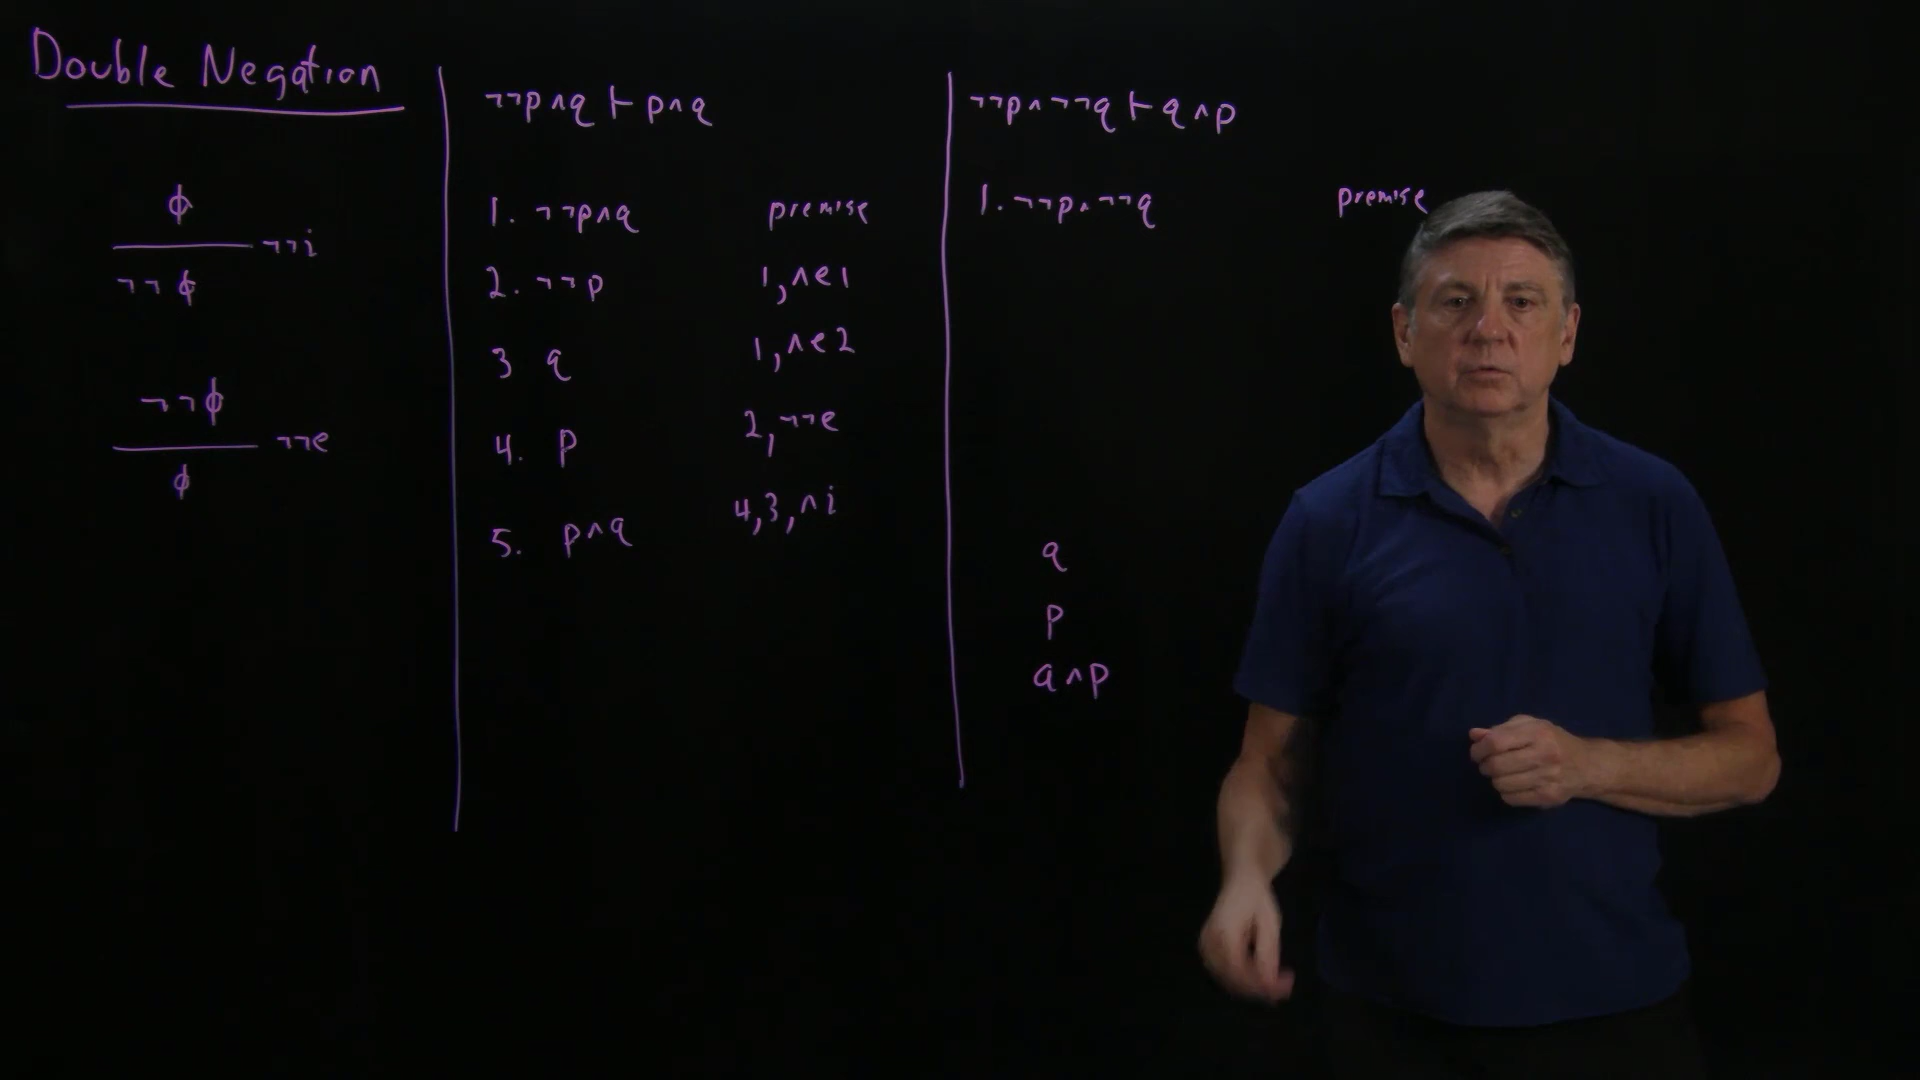 Double Negation
ϕ
¬¬i
¬¬ϕ
¬¬ϕ
¬¬e
ϕ
¬¬p∧q ⊢ p∧q
1. ¬¬p∧q premise
2. ¬¬p 1,∧e1
3 q 1,∧e2
4. p 2,¬¬e
5. p∧q 4,3,∧i
¬¬p∧¬¬q ⊢ q∧p
1. ¬¬p∧¬¬q premise
q
p
q∧p